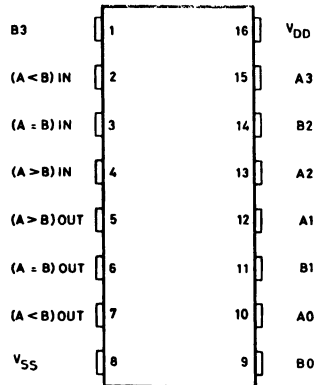 B3 1 16 VDD
(A < B) IN 2 15 A3
(A = B) IN 3 14 B2
(A > B) IN 4 13 A2
(A > B) OUT 5 12 A1
(A = B) OUT 6 11 B1
(A < B) OUT 7 10 A0
VSS 8 9 B0